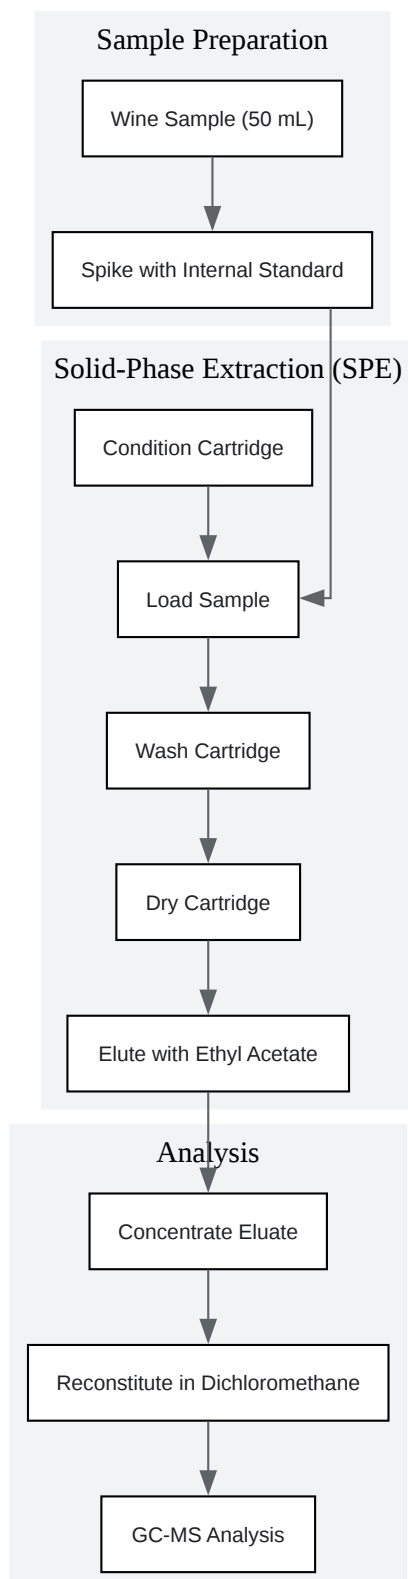 Sample Preparation
Wine Sample (50 mL)
Spike with Internal Standard
Solid-Phase Extraction (SPE)
Condition Cartridge
Load Sample
Wash Cartridge
Dry Cartridge
Elute with Ethyl Acetate
Analysis
Concentrate Eluate
Reconstitute in Dichloromethane
GC-MS Analysis